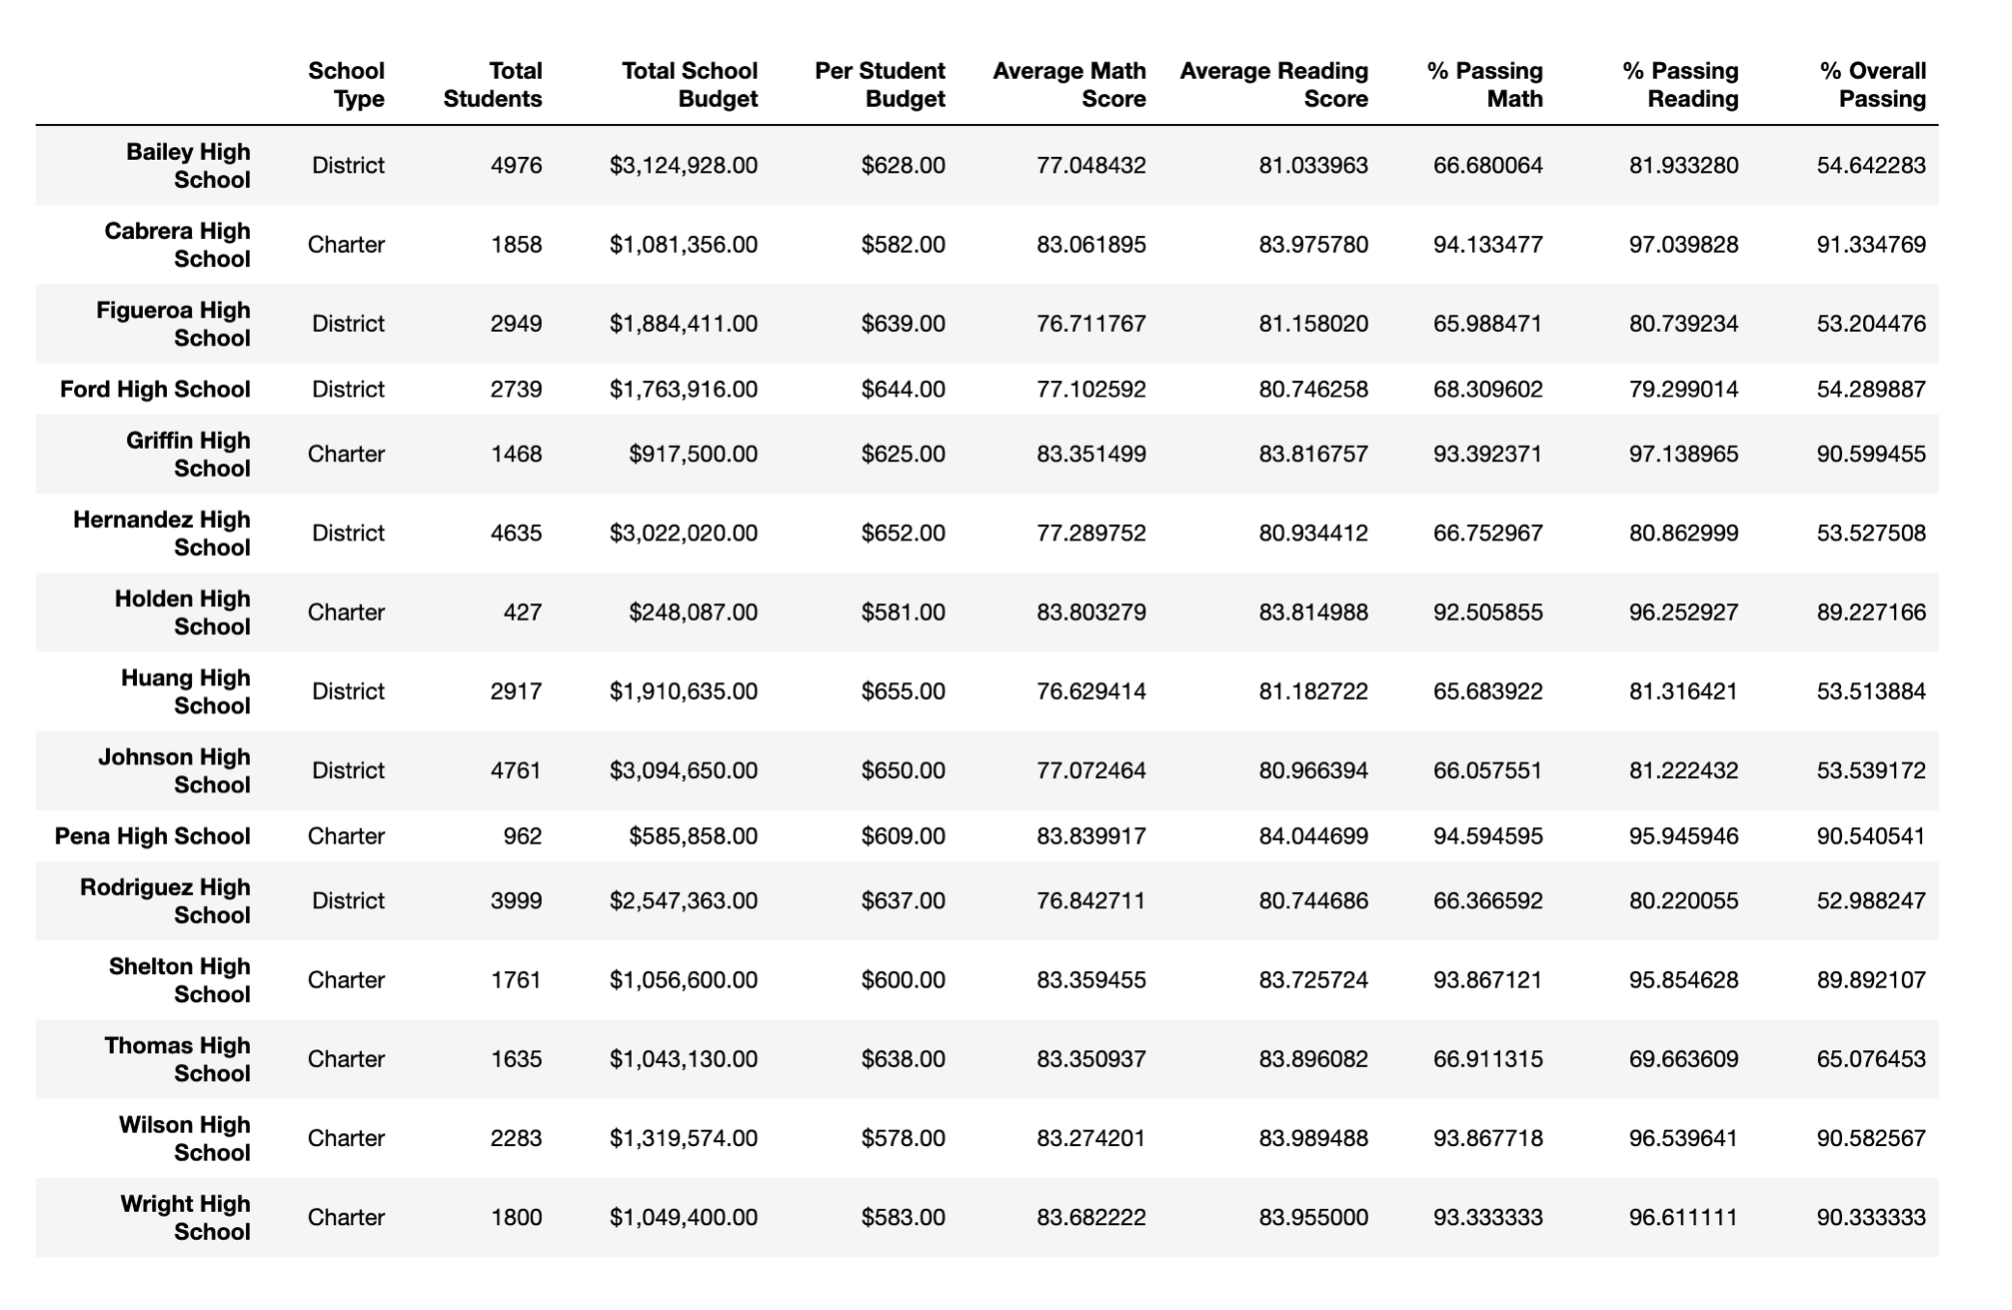 School Type Total Students Total School Budget Per Student Budget Average Math Score Average Reading Score % Passing Math % Passing Reading % Overall Passing
Bailey High School District 4976 $3,124,928.00 $628.00 77.048432 81.033963 66.680064 81.933280 54.642283
Cabrera High School Charter 1858 $1,081,356.00 $582.00 83.061895 83.975780 94.133477 97.039828 91.334769
Figueroa High School District 2949 $1,884,411.00 $639.00 76.711767 81.158020 65.988471 80.739234 53.204476
Ford High School District 2739 $1,763,916.00 $644.00 77.102592 80.746258 68.309602 79.299014 54.289887
Griffin High School Charter 1468 $917,500.00 $625.00 83.351499 83.816757 93.392371 97.138965 90.599455
Hernandez High School District 4635 $3,022,020.00 $652.00 77.289752 80.934412 66.752967 80.862999 53.527508
Holden High School Charter 427 $248,087.00 $581.00 83.803279 83.814988 92.505855 96.252927 89.227166
Huang High School District 2917 $1,910,635.00 $655.00 76.629414 81.182722 65.683922 81.316421 53.513884
Johnson High School District 4761 $3,094,650.00 $650.00 77.072464 80.966394 66.057551 81.222432 53.539172
Pena High School Charter 962 $585,858.00 $609.00 83.839917 84.044699 94.594595 95.945946 90.540541
Rodriguez High School District 3999 $2,547,363.00 $637.00 76.842711 80.744686 66.366592 80.220055 52.988247
Shelton High School Charter 1761 $1,056,600.00 $600.00 83.359455 83.725724 93.867121 95.854628 89.892107
Thomas High School Charter 1635 $1,043,130.00 $638.00 83.350937 83.896082 66.911315 69.663609 65.076453
Wilson High School Charter 2283 $1,319,574.00 $578.00 83.274201 83.989488 93.867718 96.539641 90.582567
Wright High School Charter 1800 $1,049,400.00 $583.00 83.682222 83.955000 93.333333 96.611111 90.333333